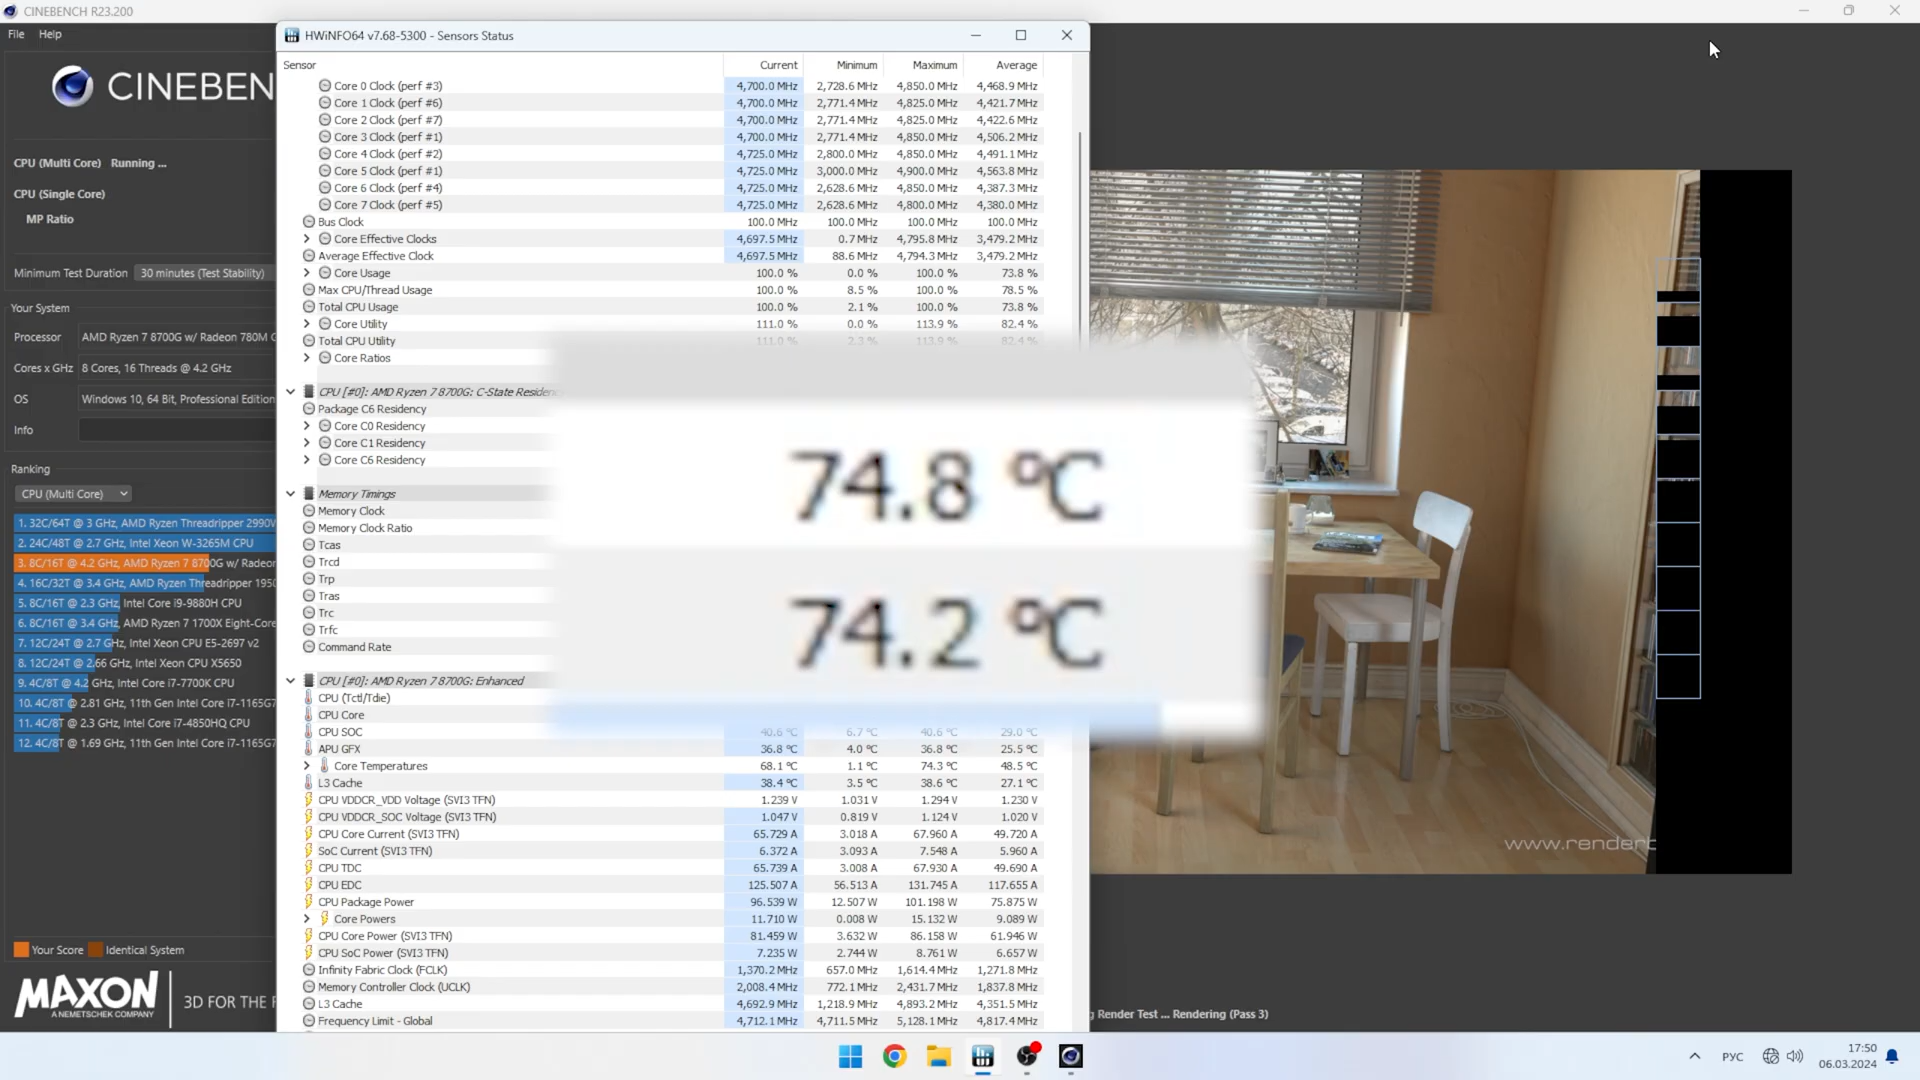 CINEBENCH R23.200
File Help
CINEBEN
CPU (Multi Core) Running ...
CPU (Single Core)
MP Ratio
Minimum Test Duration 30 minutes (Test Stability)
Your System
Processor AMD Ryzen 7 8700G w/ Radeon 780M G
Cores x GHz 8 Cores, 16 Threads @ 4.2 GHz
OS Windows 10, 64 Bit, Professional Edition
Info
Ranking
CPU (Multi Core)
1. 32C/64T @ 3 GHz, AMD Ryzen Threadripper 2990W
2. 24C/48T @ 2.7 GHz, Intel Xeon W-3265M CPU
3. 8C/16T @ 4.2 GHz, AMD Ryzen 7 8700G w/ Radeo
4. 16C/32T @ 3.4 GHz, AMD Ryzen Threadripper 195
5. 8C/16T @ 2.3 GHz, Intel Core i9-9880H CPU
6. 8C/16T @ 3.4 GHz, AMD Ryzen 7 1700X Eight-Core
7. 12C/24T @ 2.7 GHz, Intel Xeon CPU E5-2697 v2
8. 12C/24T @ 2.66 GHz, Intel Xeon CPU X5650
9. 4C/8T @ 4.2 GHz, Intel Core i7-7700K CPU
10. 4C/8T @ 2.81 GHz, 11th Gen Intel Core i7-1165G7
11. 4C/8T @ 2.3 GHz, Intel Core i7-4850HQ CPU
12. 4C/8T @ 1.69 GHz, 11th Gen Intel Core i7-1165G7
Your Score Identical System
MAXON
A NEMETSCHEK COMPANY
3D FOR THE
HWiNFO64 v7.68-5300 - Sensors Status
Sensor Current Minimum Maximum Average
Core 0 Clock (perf #3) 4,700.0 MHz 2,728.6 MHz 4,850.0 MHz 4,468.9 MHz
Core 1 Clock (perf #6) 4,700.0 MHz 2,771.4 MHz 4,825.0 MHz 4,421.7 MHz
Core 2 Clock (perf #7) 4,700.0 MHz 2,771.4 MHz 4,825.0 MHz 4,422.6 MHz
Core 3 Clock (perf #1) 4,700.0 MHz 2,771.4 MHz 4,850.0 MHz 4,506.2 MHz
Core 4 Clock (perf #2) 4,725.0 MHz 2,800.0 MHz 4,850.0 MHz 4,491.1 MHz
Core 5 Clock (perf #1) 4,725.0 MHz 3,000.0 MHz 4,900.0 MHz 4,563.8 MHz
Core 6 Clock (perf #4) 4,725.0 MHz 2,628.6 MHz 4,850.0 MHz 4,387.3 MHz
Core 7 Clock (perf #5) 4,725.0 MHz 2,628.6 MHz 4,800.0 MHz 4,380.0 MHz
Bus Clock 100.0 MHz 100.0 MHz 100.0 MHz 100.0 MHz
Core Effective Clocks 4,697.5 MHz 0.7 MHz 4,795.8 MHz 3,479.2 MHz
Average Effective Clock 4,697.5 MHz 88.6 MHz 4,794.3 MHz 3,479.2 MHz
Core Usage 100.0 % 0.0 % 100.0 % 73.8 %
Max CPU/Thread Usage 100.0 % 8.5 % 100.0 % 78.5 %
Total CPU Usage 100.0 % 2.1 % 100.0 % 73.8 %
Core Utility 111.0 % 0.0 % 113.9 % 82.4 %
Total CPU Utility 111.0 % 2.3 % 113.9 % 82.4 %
Core Ratios
CPU [#0]: AMD Ryzen 7 8700G: C-State Residenc
Package C6 Residency
Core C0 Residency
Core C1 Residency
Core C6 Residency
74.8 °C
Memory Timings
Memory Clock
Memory Clock Ratio
Tcas
Trcd
Trp
Tras
Trc
Trfc
Command Rate
74.2 °C
CPU [#0]: AMD Ryzen 7 8700G: Enhanced
CPU (Tctl/Tdie)
CPU Core
CPU SOC 40.6 °C 6.7 °C 40.6 °C 29.0 °C
APU GFX 36.8 °C 4.0 °C 36.8 °C 25.5 °C
Core Temperatures 68.1 °C 1.1 °C 74.3 °C 48.5 °C
L3 Cache 38.4 °C 3.5 °C 38.6 °C 27.1 °C
CPU VDDCR_VDD Voltage (SVI3 TFN) 1.239 V 1.031 V 1.294 V 1.230 V
CPU VDDCR_SOC Voltage (SVI3 TFN) 1.047 V 0.819 V 1.124 V 1.020 V
CPU Core Current (SVI3 TFN) 65.729 A 3.018 A 67.960 A 49.720 A
SoC Current (SVI3 TFN) 6.372 A 3.093 A 7.548 A 5.960 A
CPU TDC 65.739 A 3.008 A 67.930 A 49.690 A
CPU EDC 125.507 A 56.513 A 131.745 A 117.655 A
CPU Package Power 96.539 W 12.507 W 101.198 W 75.875 W
Core Powers 11.710 W 0.008 W 15.132 W 9.089 W
CPU Core Power (SVI3 TFN) 81.459 W 3.632 W 86.158 W 61.946 W
CPU SoC Power (SVI3 TFN) 7.235 W 2.744 W 8.761 W 6.657 W
Infinity Fabric Clock (FCLK) 1,370.2 MHz 657.0 MHz 1,614.4 MHz 1,271.8 MHz
Memory Controller Clock (UCLK) 2,008.4 MHz 772.1 MHz 2,431.7 MHz 1,837.8 MHz
L3 Cache 4,692.9 MHz 1,218.9 MHz 4,893.2 MHz 4,351.5 MHz
Frequency Limit - Global 4,712.1 MHz 4,711.5 MHz 5,128.1 MHz 4,817.4 MHz
www.renderb
g Render Test ... Rendering (Pass 3)
РУС
17:50
06.03.2024